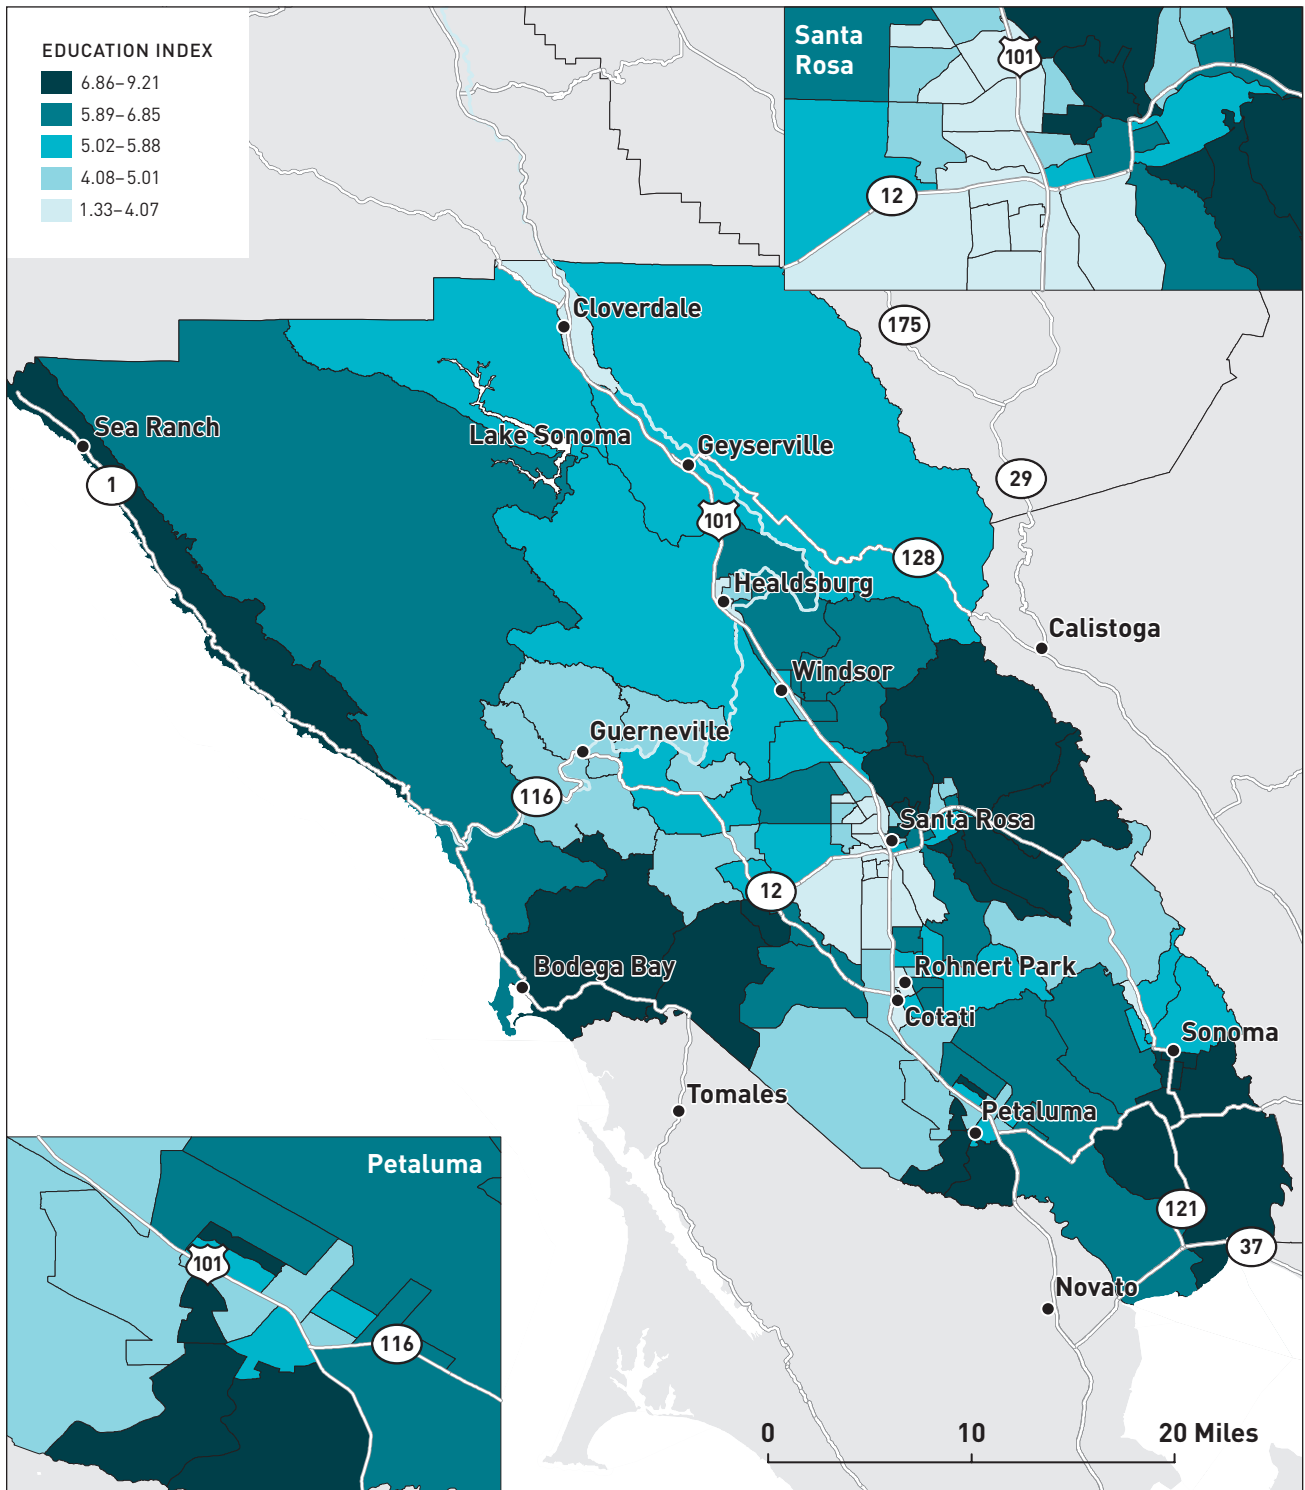 EDUCATION INDEX
6.86–9.21
5.89–6.85
5.02–5.88
4.08–5.01
1.33–4.07
Santa
Rosa
101
12
Cloverdale
175
Sea Ranch
Lake Sonoma
Geyserville
1
29
101
128
Healdsburg
Calistoga
Windsor
Guerneville
116
Santa Rosa
12
Bodega Bay
Rohnert Park
Cotati
Sonoma
Tomales
Petaluma
Petaluma
121
101
37
Novato
116
0 10 20 Miles